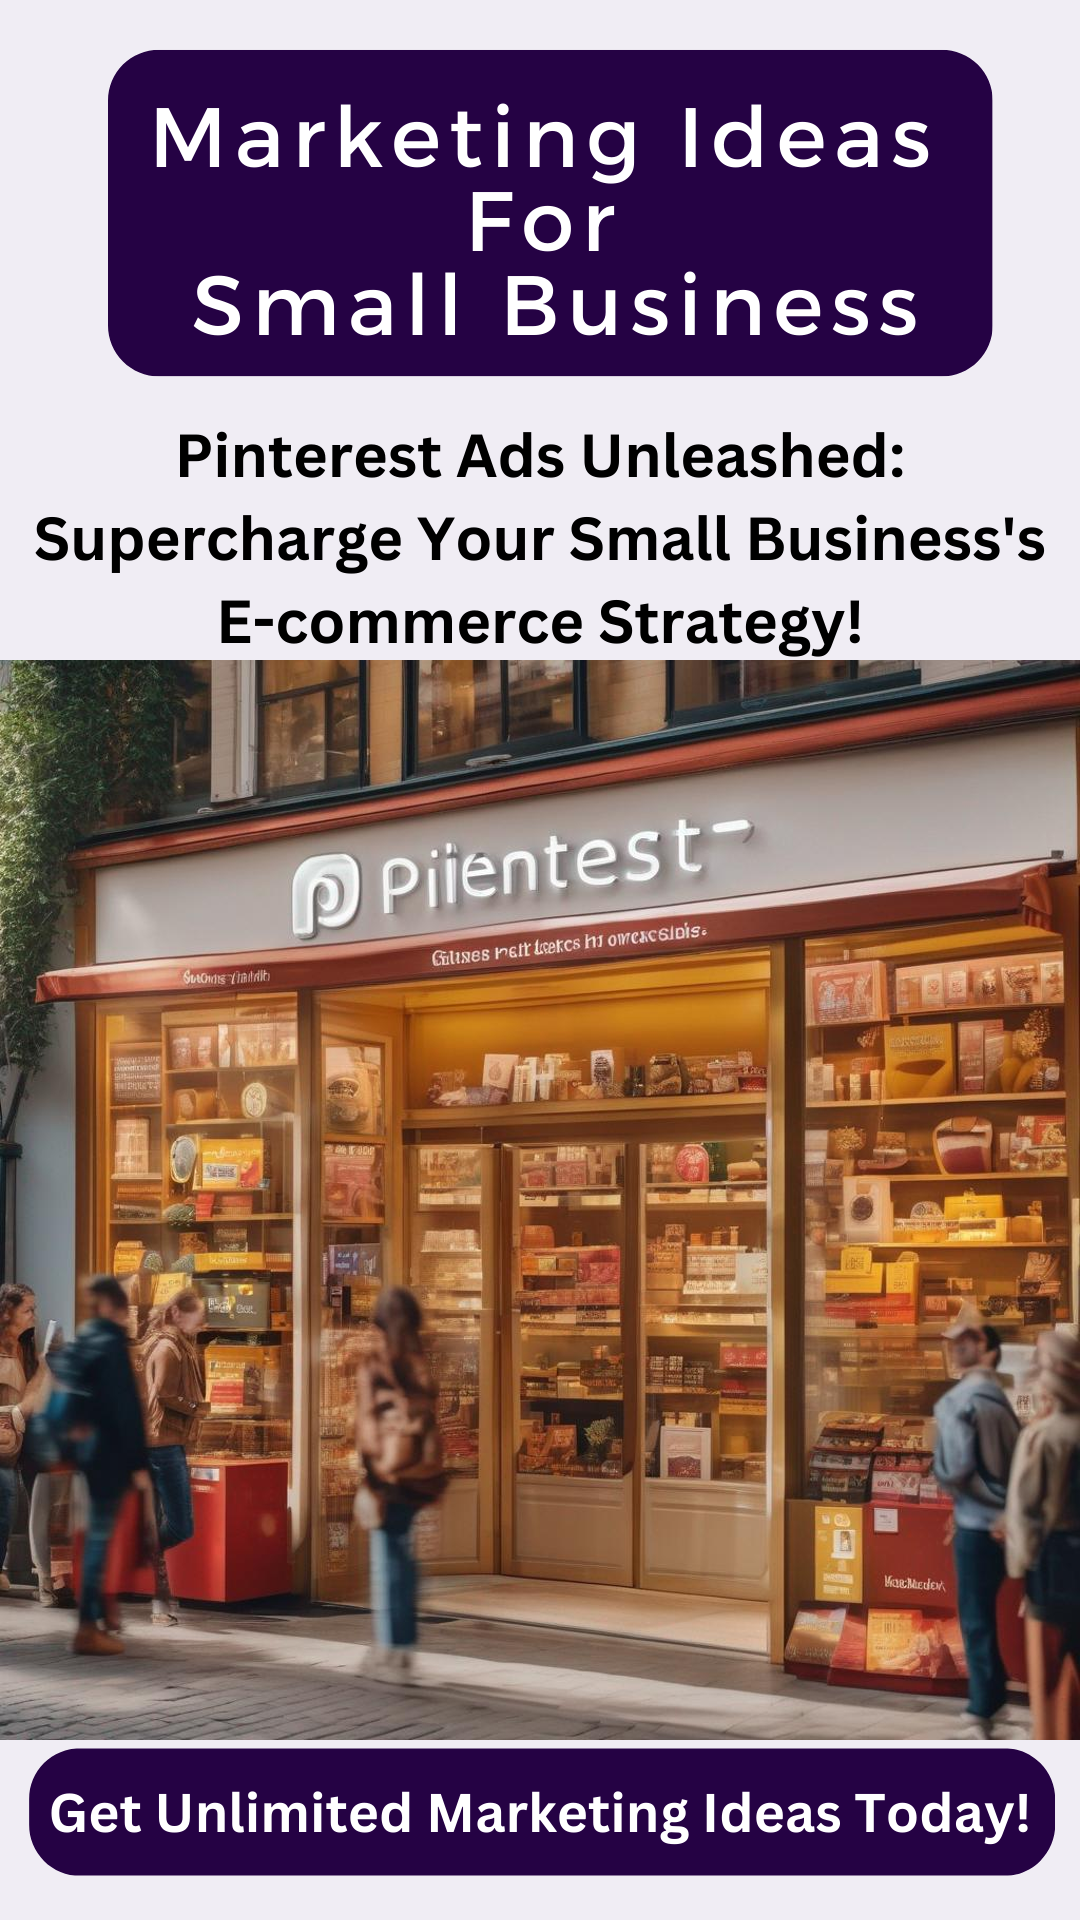 Marketing Ideas
For
Small Business
Pinterest Ads Unleashed:
Supercharge Your Small Business's
E-commerce Strategy!
Piientest
Get Unlimited Marketing Ideas Today!